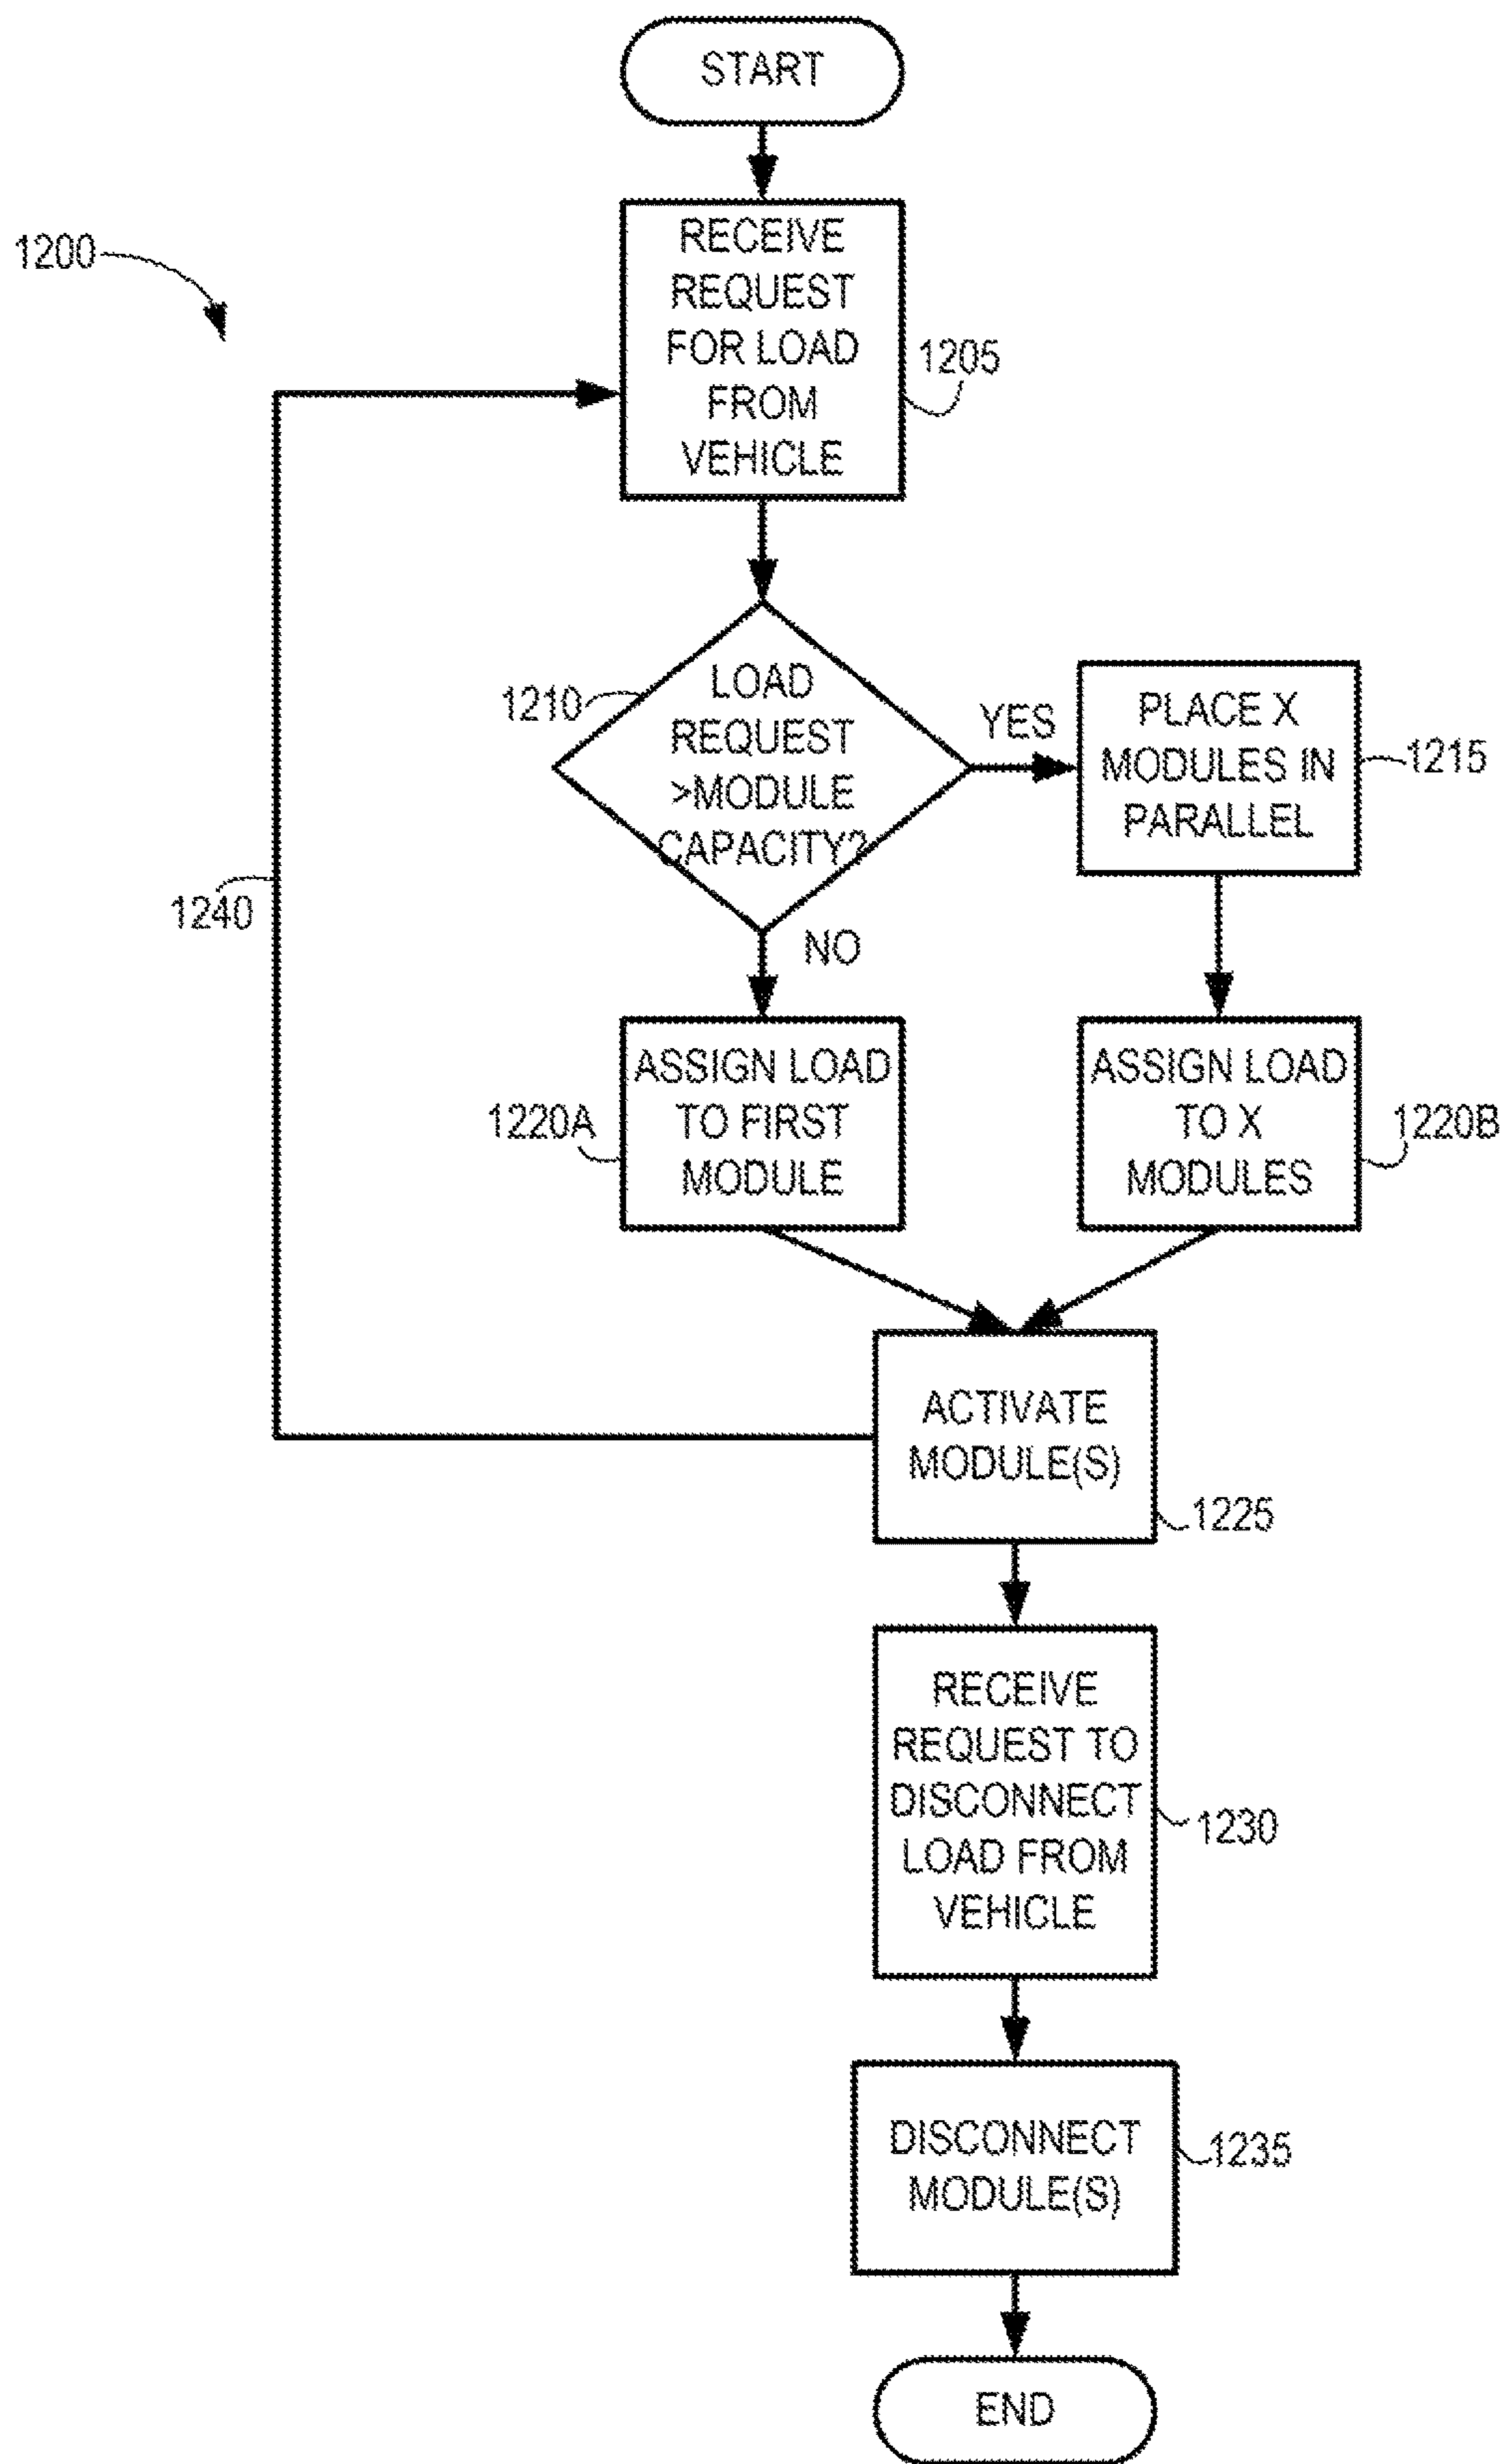 START
1200
RECEIVE
REQUEST
FOR LOAD
FROM
VEHICLE
1205
1210
LOAD
REQUEST
>MODULE
CAPACITY?
YES
PLACE X
MODULES IN
PARALLEL
1215
1240
NO
1220A
ASSIGN LOAD
TO FIRST
MODULE
ASSIGN LOAD
TO X
MODULES
1220B
ACTIVATE
MODULE(S)
1225
RECEIVE
REQUEST TO
DISCONNECT
LOAD FROM
VEHICLE
1230
DISCONNECT
MODULE(S)
1235
END